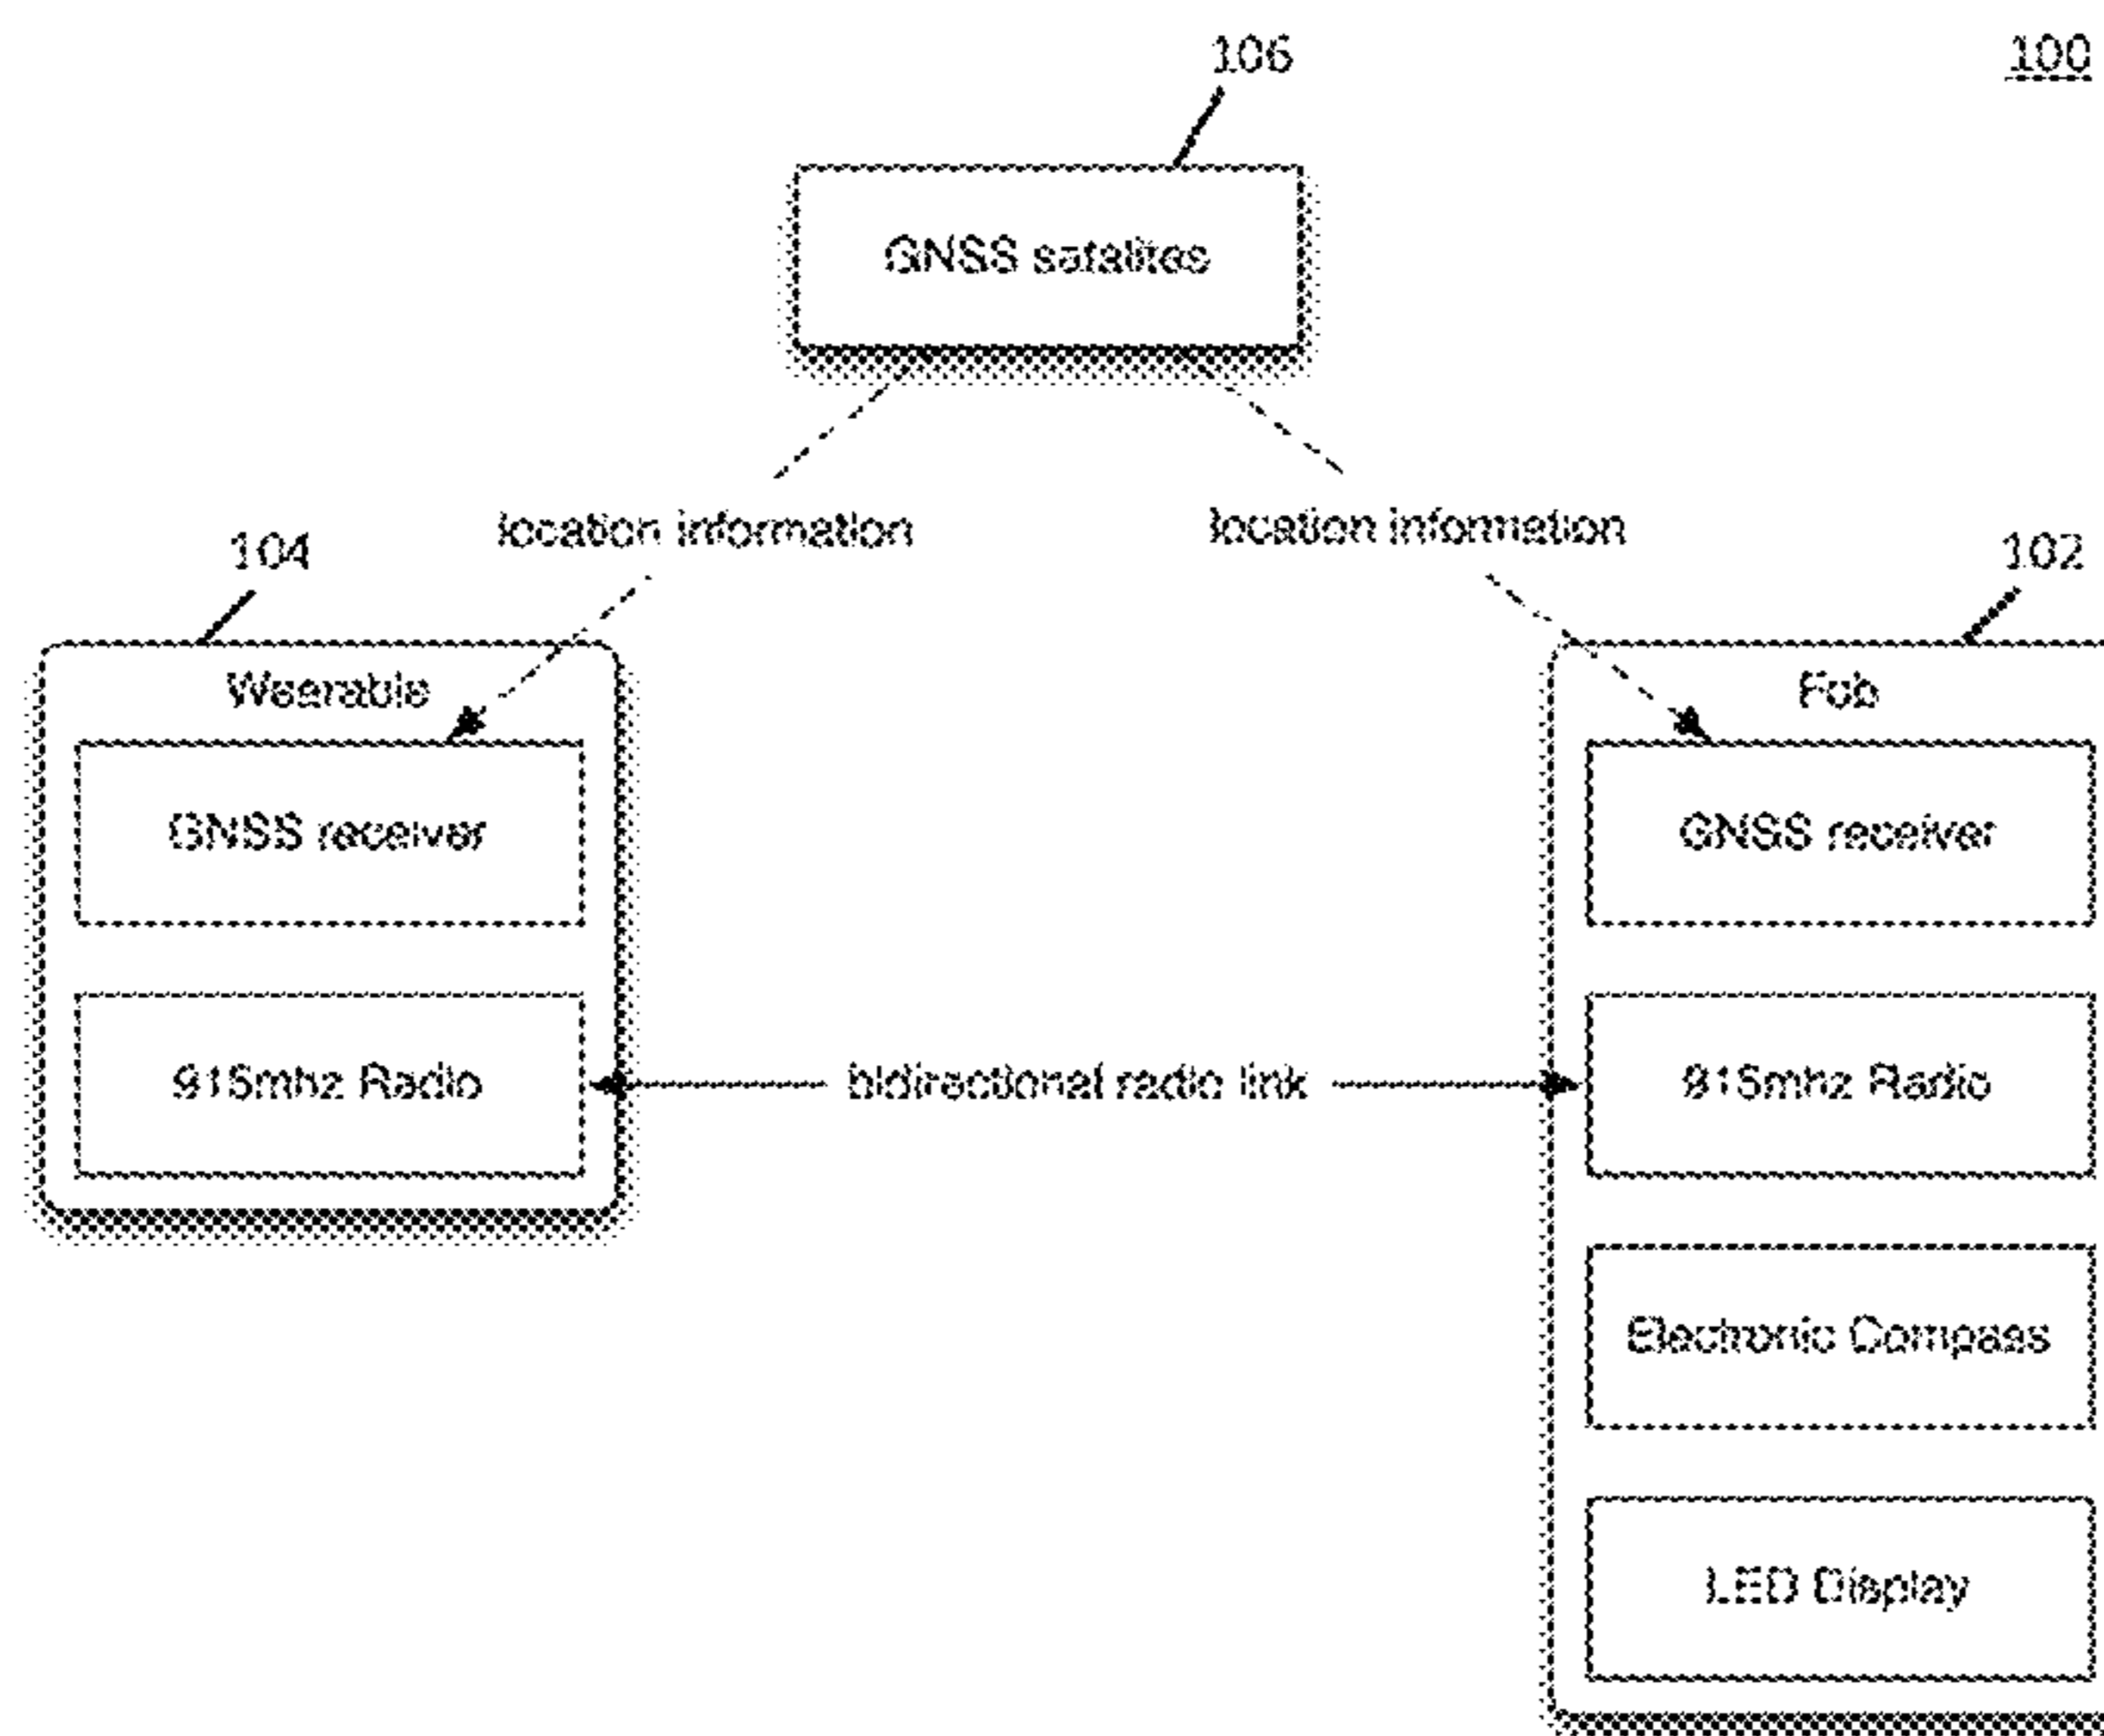 106
100
GNSS satalites
location information
location information
104
102
Wearable
Fob
GNSS receiver
GNSS receiver
915mhz Radio
bidirectional radio link
915mhz Radio
Electronic Compass
LED Display